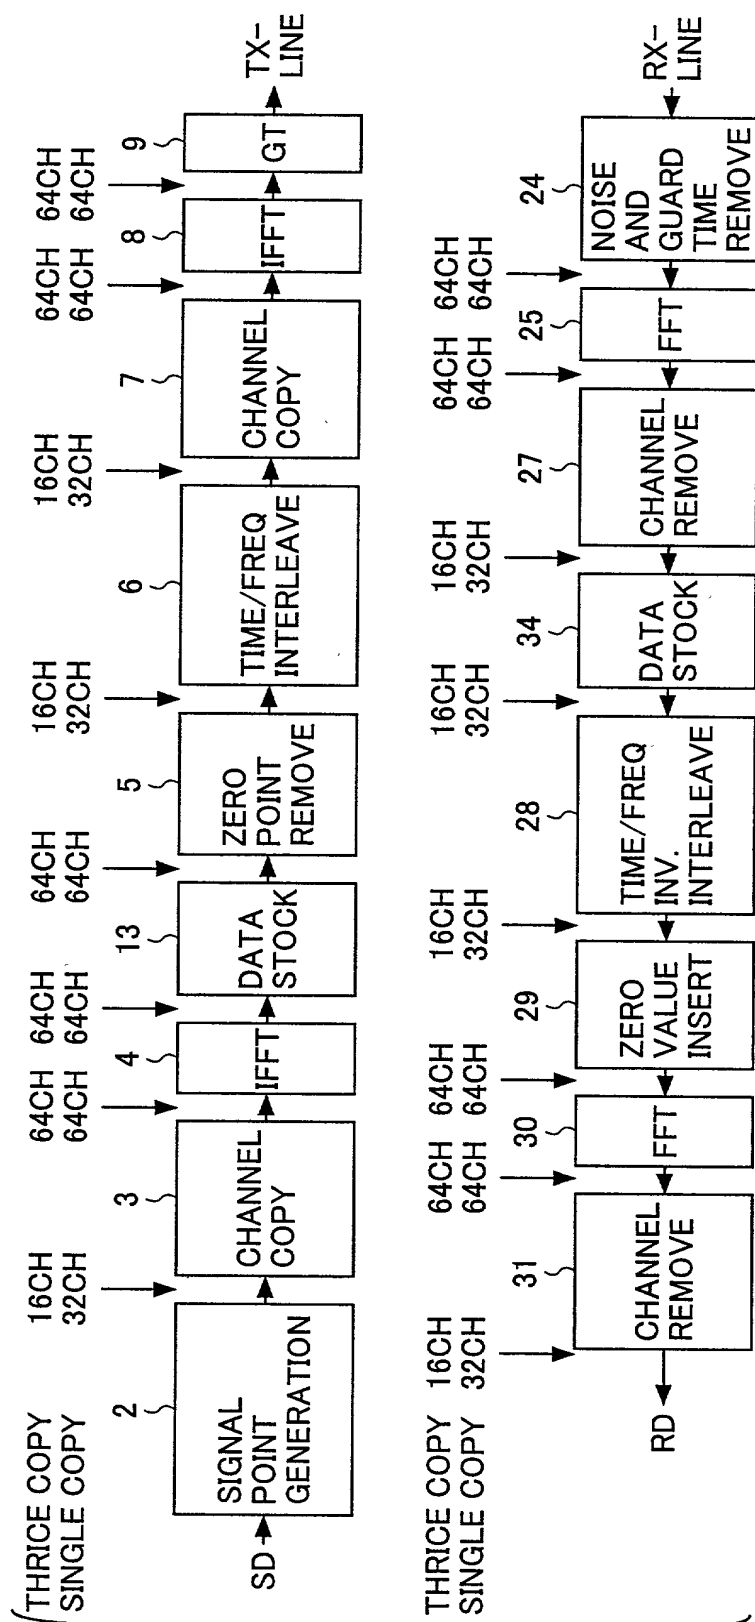 THRICE COPY
SINGLE COPY
16CH
32CH
64CH
64CH
64CH
64CH
64CH
64CH
16CH
32CH
16CH
32CH
64CH
64CH
64CH
64CH
2
3
4
13
5
6
7
8
9
SD
SIGNAL
POINT
GENERATION
CHANNEL
COPY
IFFT
DATA
STOCK
ZERO
POINT
REMOVE
TIME/FREQ
INTERLEAVE
CHANNEL
COPY
IFFT
GT
TX-
LINE
THRICE COPY
SINGLE COPY
16CH
32CH
64CH
64CH
64CH
64CH
16CH
32CH
16CH
32CH
16CH
32CH
64CH
64CH
64CH
64CH
31
30
29
28
34
27
25
24
RD
CHANNEL
REMOVE
FFT
ZERO
VALUE
INSERT
TIME/FREQ
INV.
INTERLEAVE
DATA
STOCK
CHANNEL
REMOVE
FFT
NOISE
AND
GUARD
TIME
REMOVE
RX-
LINE